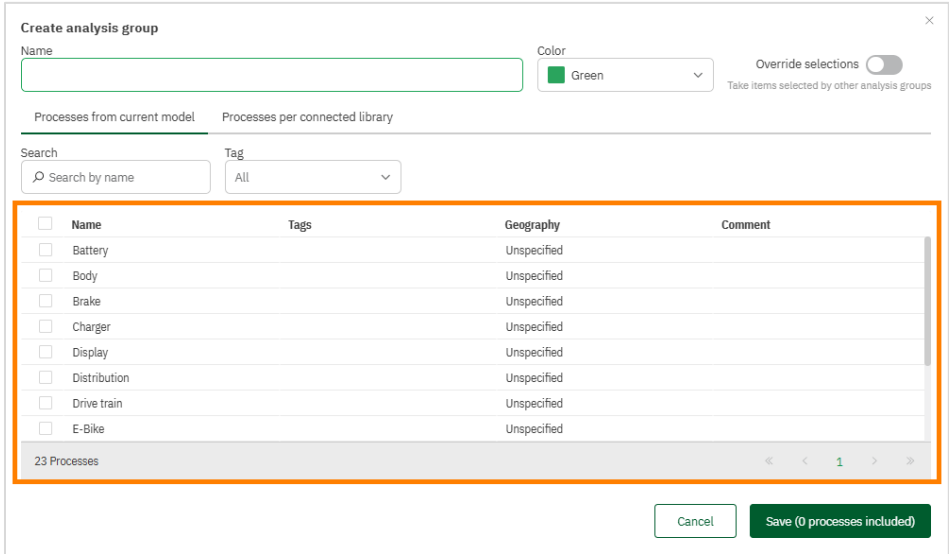 Create analysis group
Name
Color
Green
Override selections
Take items selected by other analysis groups
Processes from current model
Processes per connected library
Search
Tag
Search by name
All
Name Tags Geography Comment
Battery Unspecified
Body Unspecified
Brake Unspecified
Charger Unspecified
Display Unspecified
Distribution Unspecified
Drive train Unspecified
E-Bike Unspecified
23 Processes « < 1 > »
Cancel
Save (0 processes included)